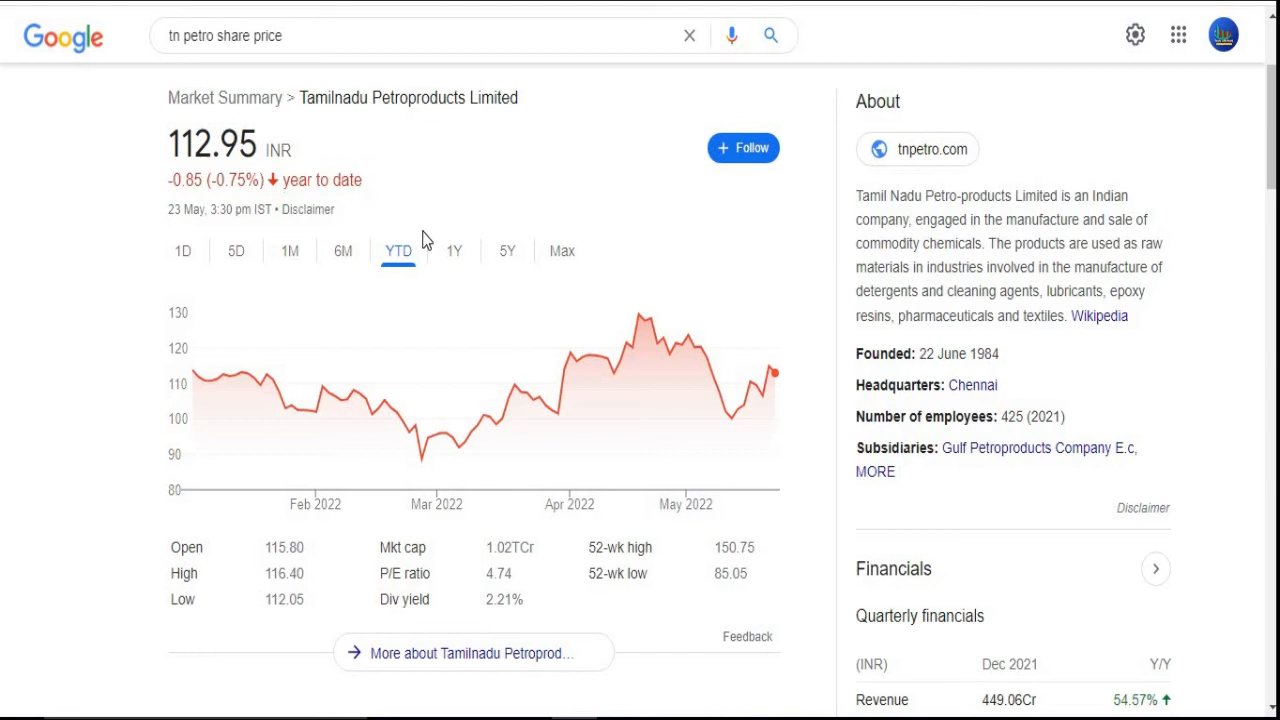 Google
tn petro share price
Market Summary > Tamilnadu Petroproducts Limited
112.95 INR
+ Follow
-0.85 (-0.75%) ↓ year to date
23 May, 3:30 pm IST • Disclaimer
1D 5D 1M 6M YTD 1Y 5Y Max
130
120
110
100
90
80
Feb 2022 Mar 2022 Apr 2022 May 2022
Open 115.80 Mkt cap 1.02TCr 52-wk high 150.75
High 116.40 P/E ratio 4.74 52-wk low 85.05
Low 112.05 Div yield 2.21%
Feedback
→ More about Tamilnadu Petroprod...
About
tnpetro.com
Tamil Nadu Petro-products Limited is an Indian
company, engaged in the manufacture and sale of
commodity chemicals. The products are used as raw
materials in industries involved in the manufacture of
detergents and cleaning agents, lubricants, epoxy
resins, pharmaceuticals and textiles. Wikipedia
Founded: 22 June 1984
Headquarters: Chennai
Number of employees: 425 (2021)
Subsidiaries: Gulf Petroproducts Company E.c,
MORE
Disclaimer
Financials
Quarterly financials
(INR) Dec 2021 Y/Y
Revenue 449.06Cr 54.57% ↑